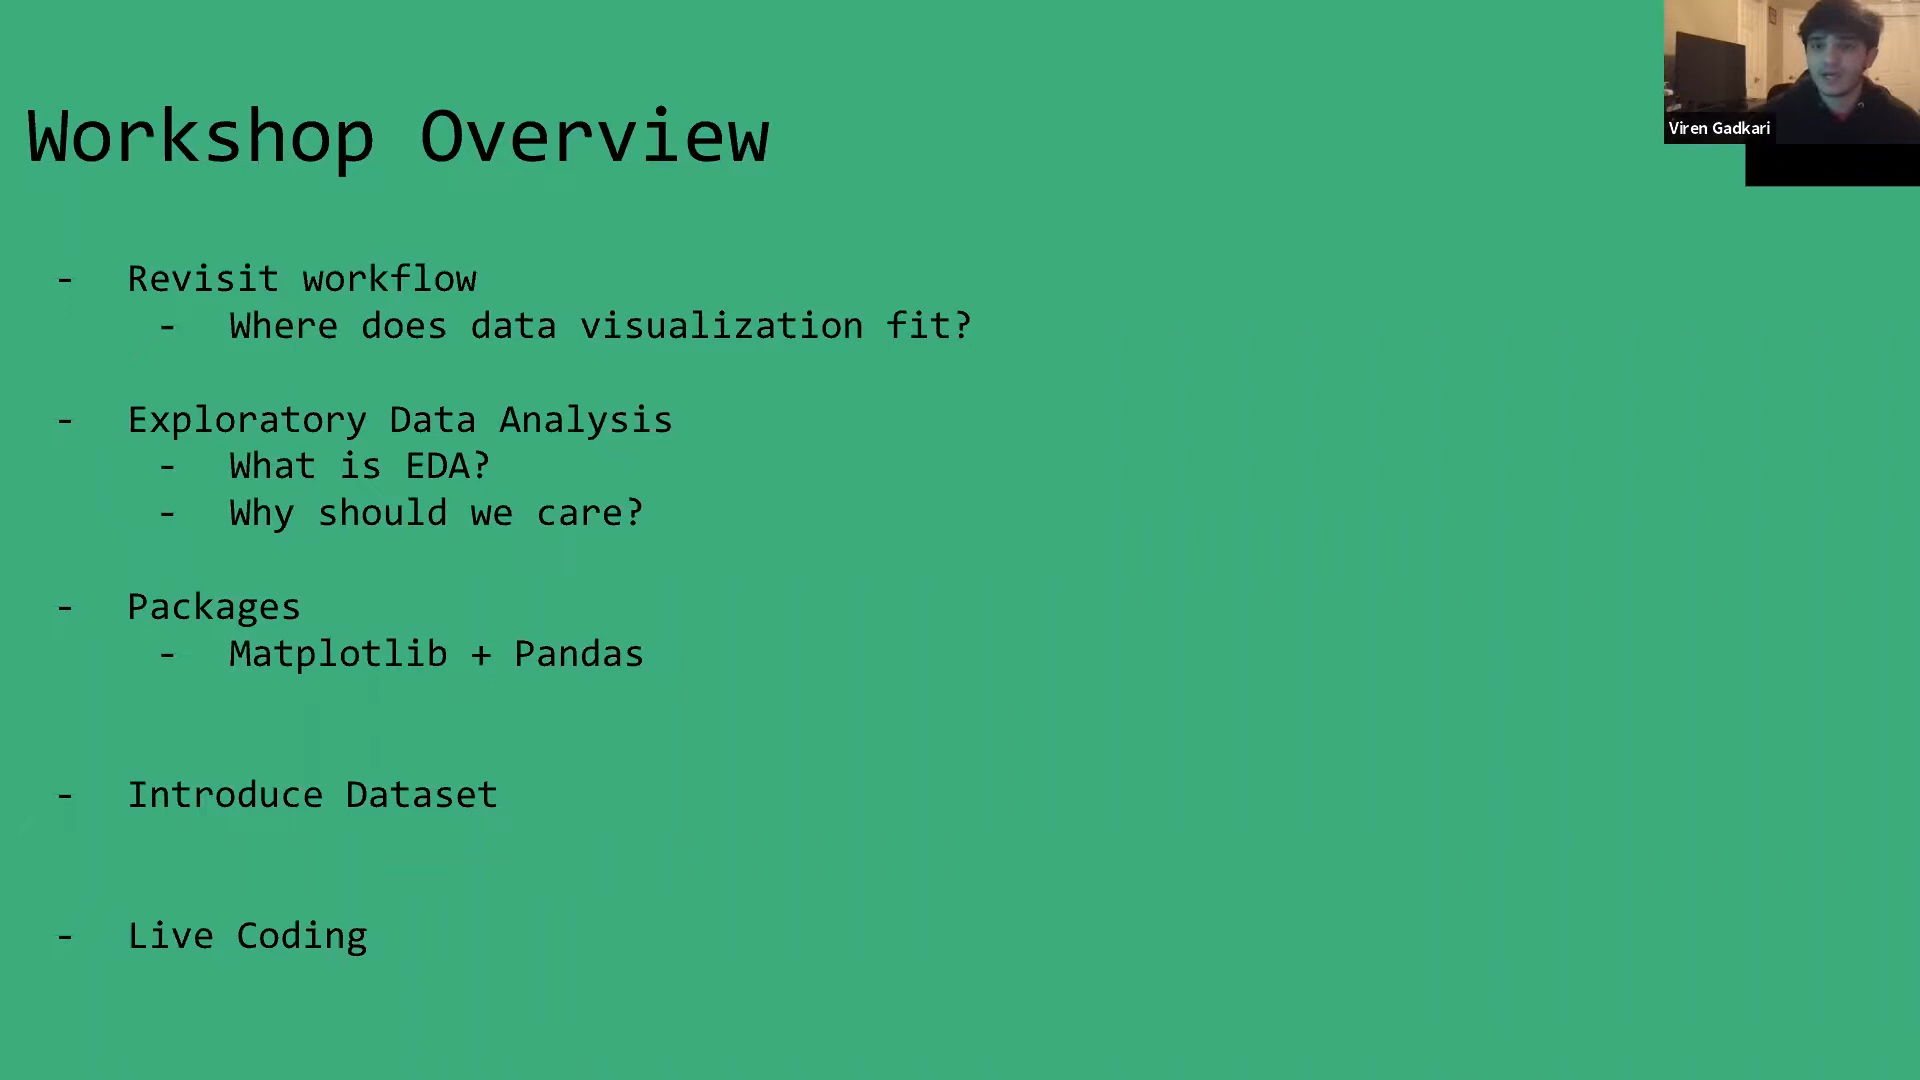 Workshop Overview
Viren Gadkari
- Revisit workflow
- Where does data visualization fit?
- Exploratory Data Analysis
- What is EDA?
- Why should we care?
- Packages
- Matplotlib + Pandas
- Introduce Dataset
- Live Coding